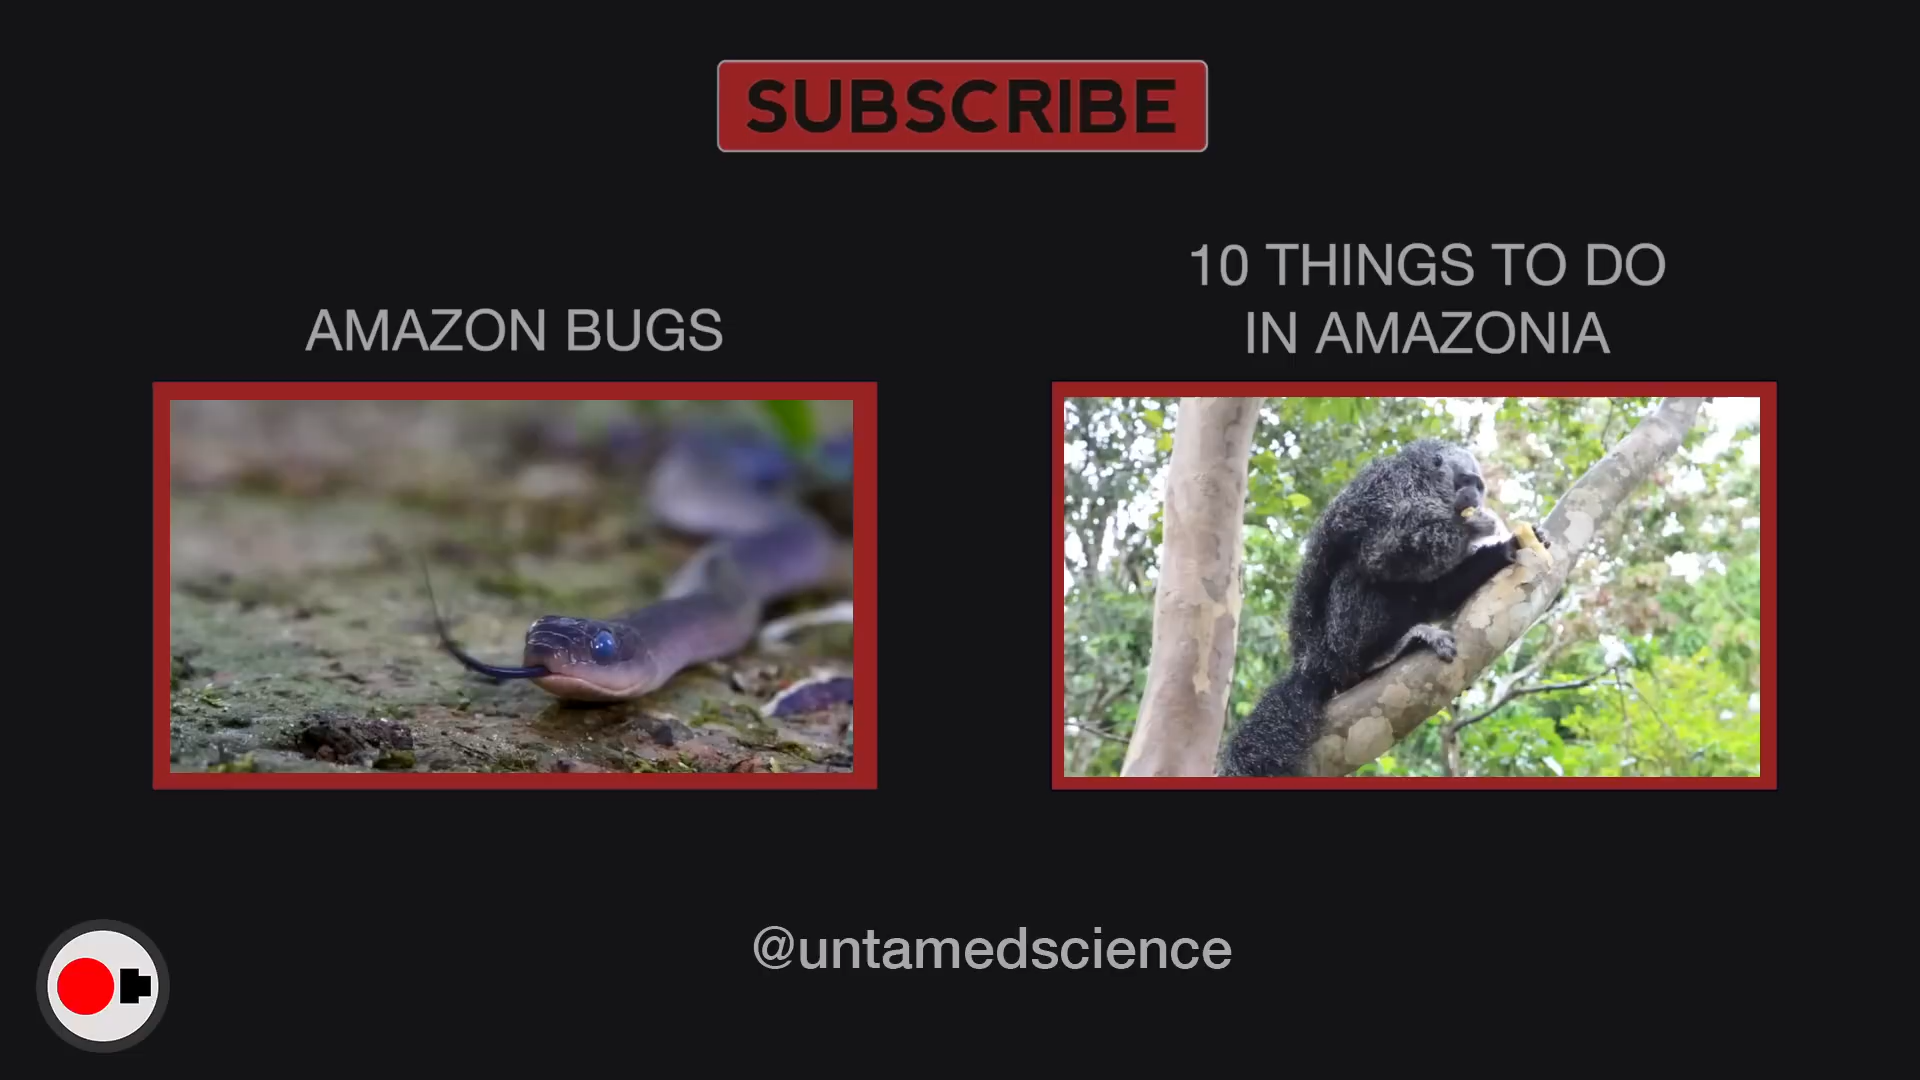 SUBSCRIBE
AMAZON BUGS
10 THINGS TO DO
IN AMAZONIA
@untamedscience